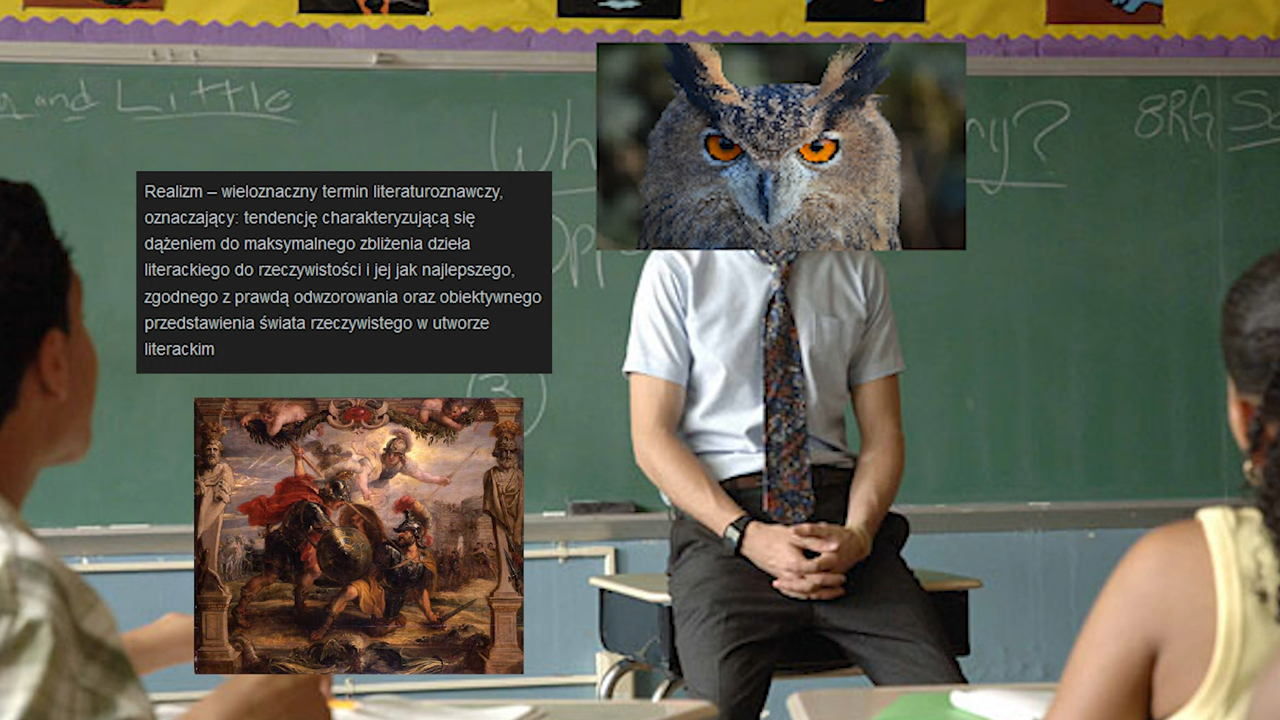 and Little
8RG
Realizm – wieloznaczny termin literaturoznawczy,
oznaczający: tendencję charakteryzującą się
dążeniem do maksymalnego zbliżenia dzieła
literackiego do rzeczywistości i jej jak najlepszego,
zgodnego z prawdą odwzorowania oraz obiektywnego
przedstawienia świata rzeczywistego w utworze
literackim
3